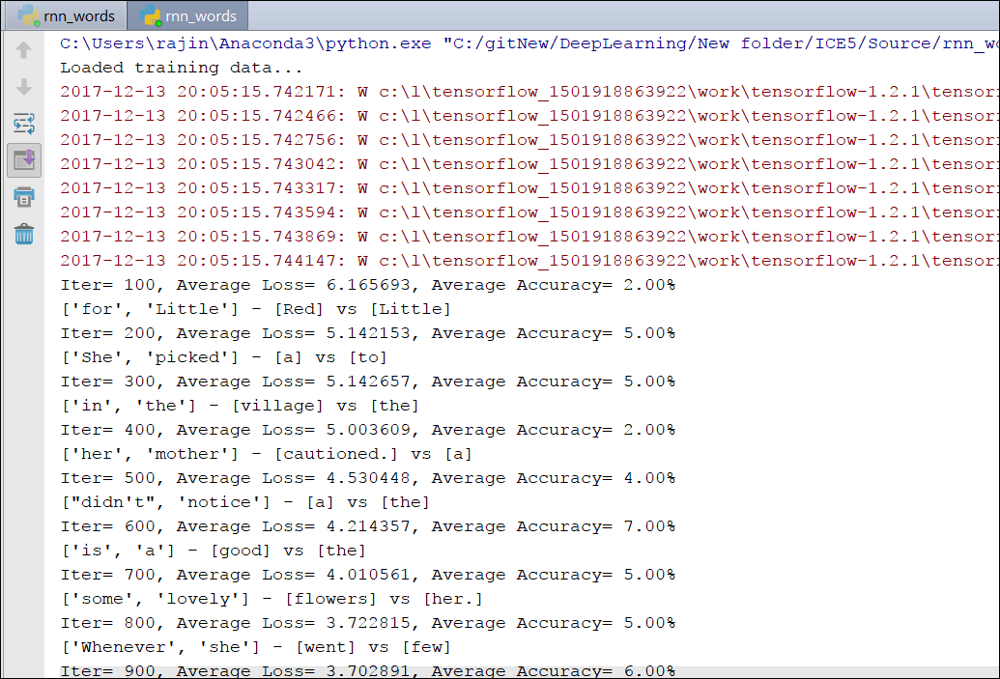 rnn_words rnn_words
C:\Users\rajin\Anaconda3\python.exe "C:/gitNew/DeepLearning/New folder/ICE5/Source/rnn_wo
Loaded training data...
2017-12-13 20:05:15.742171: W c:\l\tensorflow_1501918863922\work\tensorflow-1.2.1\tensor
2017-12-13 20:05:15.742466: W c:\l\tensorflow_1501918863922\work\tensorflow-1.2.1\tensor
2017-12-13 20:05:15.742756: W c:\l\tensorflow_1501918863922\work\tensorflow-1.2.1\tensor
2017-12-13 20:05:15.743042: W c:\l\tensorflow_1501918863922\work\tensorflow-1.2.1\tensor
2017-12-13 20:05:15.743317: W c:\l\tensorflow_1501918863922\work\tensorflow-1.2.1\tensor
2017-12-13 20:05:15.743594: W c:\l\tensorflow_1501918863922\work\tensorflow-1.2.1\tensor
2017-12-13 20:05:15.743869: W c:\l\tensorflow_1501918863922\work\tensorflow-1.2.1\tensor
2017-12-13 20:05:15.744147: W c:\l\tensorflow_1501918863922\work\tensorflow-1.2.1\tensor
Iter= 100, Average Loss= 6.165693, Average Accuracy= 2.00%
['for', 'Little'] - [Red] vs [Little]
Iter= 200, Average Loss= 5.142153, Average Accuracy= 5.00%
['She', 'picked'] - [a] vs [to]
Iter= 300, Average Loss= 5.142657, Average Accuracy= 5.00%
['in', 'the'] - [village] vs [the]
Iter= 400, Average Loss= 5.003609, Average Accuracy= 2.00%
['her', 'mother'] - [cautioned.] vs [a]
Iter= 500, Average Loss= 4.530448, Average Accuracy= 4.00%
["didn't", 'notice'] - [a] vs [the]
Iter= 600, Average Loss= 4.214357, Average Accuracy= 7.00%
['is', 'a'] - [good] vs [the]
Iter= 700, Average Loss= 4.010561, Average Accuracy= 5.00%
['some', 'lovely'] - [flowers] vs [her.]
Iter= 800, Average Loss= 3.722815, Average Accuracy= 5.00%
['Whenever', 'she'] - [went] vs [few]
Iter= 900, Average Loss= 3.702891, Average Accuracy= 6.00%